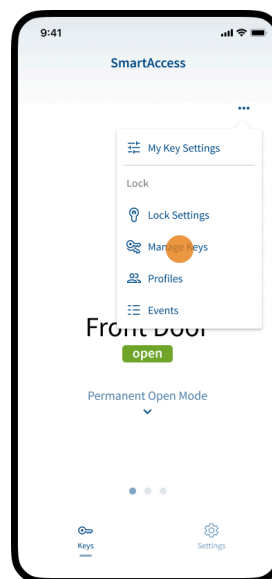 9:41
SmartAccess
My Key Settings
Lock
Lock Settings
Manage Keys
Profiles
Events
Front Door
open
Permanent Open Mode
Keys
Settings